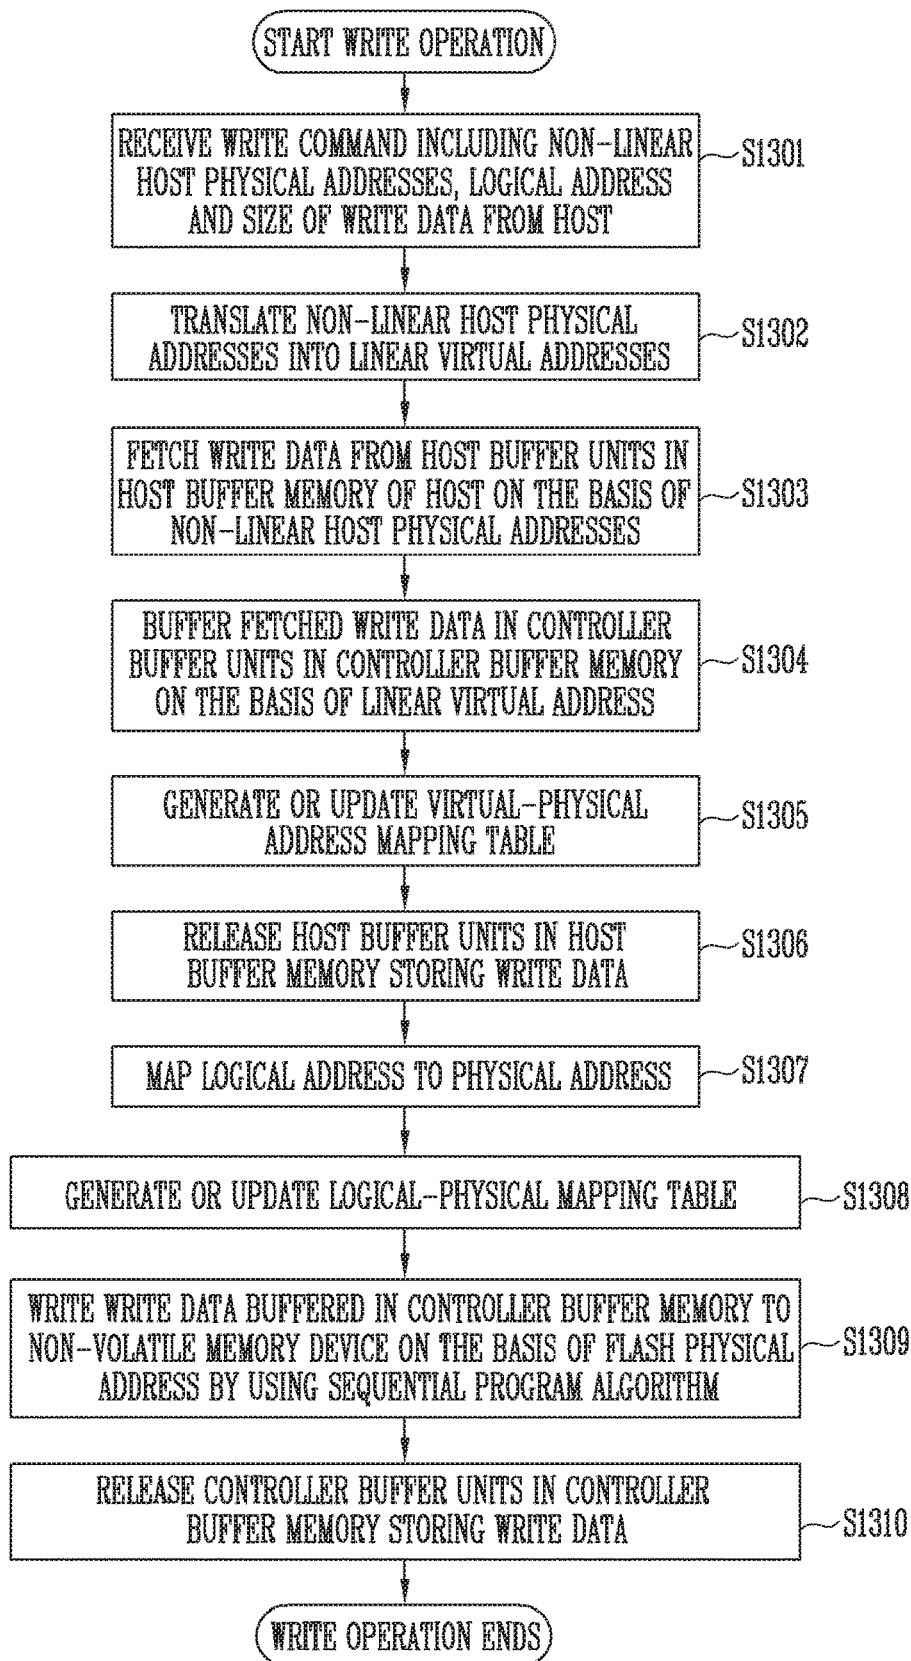 START WRITE OPERATION
RECEIVE WRITE COMMAND INCLUDING NON-LINEAR
HOST PHYSICAL ADDRESSES, LOGICAL ADDRESS
AND SIZE OF WRITE DATA FROM HOST
S1301
TRANSLATE NON-LINEAR HOST PHYSICAL
ADDRESSES INTO LINEAR VIRTUAL ADDRESSES
S1302
FETCH WRITE DATA FROM HOST BUFFER UNITS IN
HOST BUFFER MEMORY OF HOST ON THE BASIS OF
NON-LINEAR HOST PHYSICAL ADDRESSES
S1303
BUFFER FETCHED WRITE DATA IN CONTROLLER
BUFFER UNITS IN CONTROLLER BUFFER MEMORY
ON THE BASIS OF LINEAR VIRTUAL ADDRESS
S1304
GENERATE OR UPDATE VIRTUAL-PHYSICAL
ADDRESS MAPPING TABLE
S1305
RELEASE HOST BUFFER UNITS IN HOST
BUFFER MEMORY STORING WRITE DATA
S1306
MAP LOGICAL ADDRESS TO PHYSICAL ADDRESS
S1307
GENERATE OR UPDATE LOGICAL-PHYSICAL MAPPING TABLE
S1308
WRITE WRITE DATA BUFFERED IN CONTROLLER BUFFER MEMORY TO
NON-VOLATILE MEMORY DEVICE ON THE BASIS OF FLASH PHYSICAL
ADDRESS BY USING SEQUENTIAL PROGRAM ALGORITHM
S1309
RELEASE CONTROLLER BUFFER UNITS IN CONTROLLER
BUFFER MEMORY STORING WRITE DATA
S1310
WRITE OPERATION ENDS